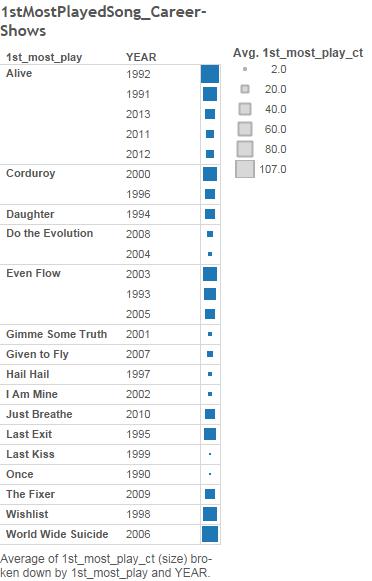 1stMostPlayedSong_Career-
Shows
1st_most_play YEAR
Alive 1992
1991
2013
2011
2012
Corduroy 2000
1996
Daughter 1994
Do the Evolution 2008
2004
Even Flow 2003
1993
2005
Gimme Some Truth 2001
Given to Fly 2007
Hail Hail 1997
I Am Mine 2002
Just Breathe 2010
Last Exit 1995
Last Kiss 1999
Once 1990
The Fixer 2009
Wishlist 1998
World Wide Suicide 2006
Average of 1st_most_play_ct (size) bro-
ken down by 1st_most_play and YEAR.
Avg. 1st_most_play_ct
2.0
20.0
40.0
60.0
80.0
107.0